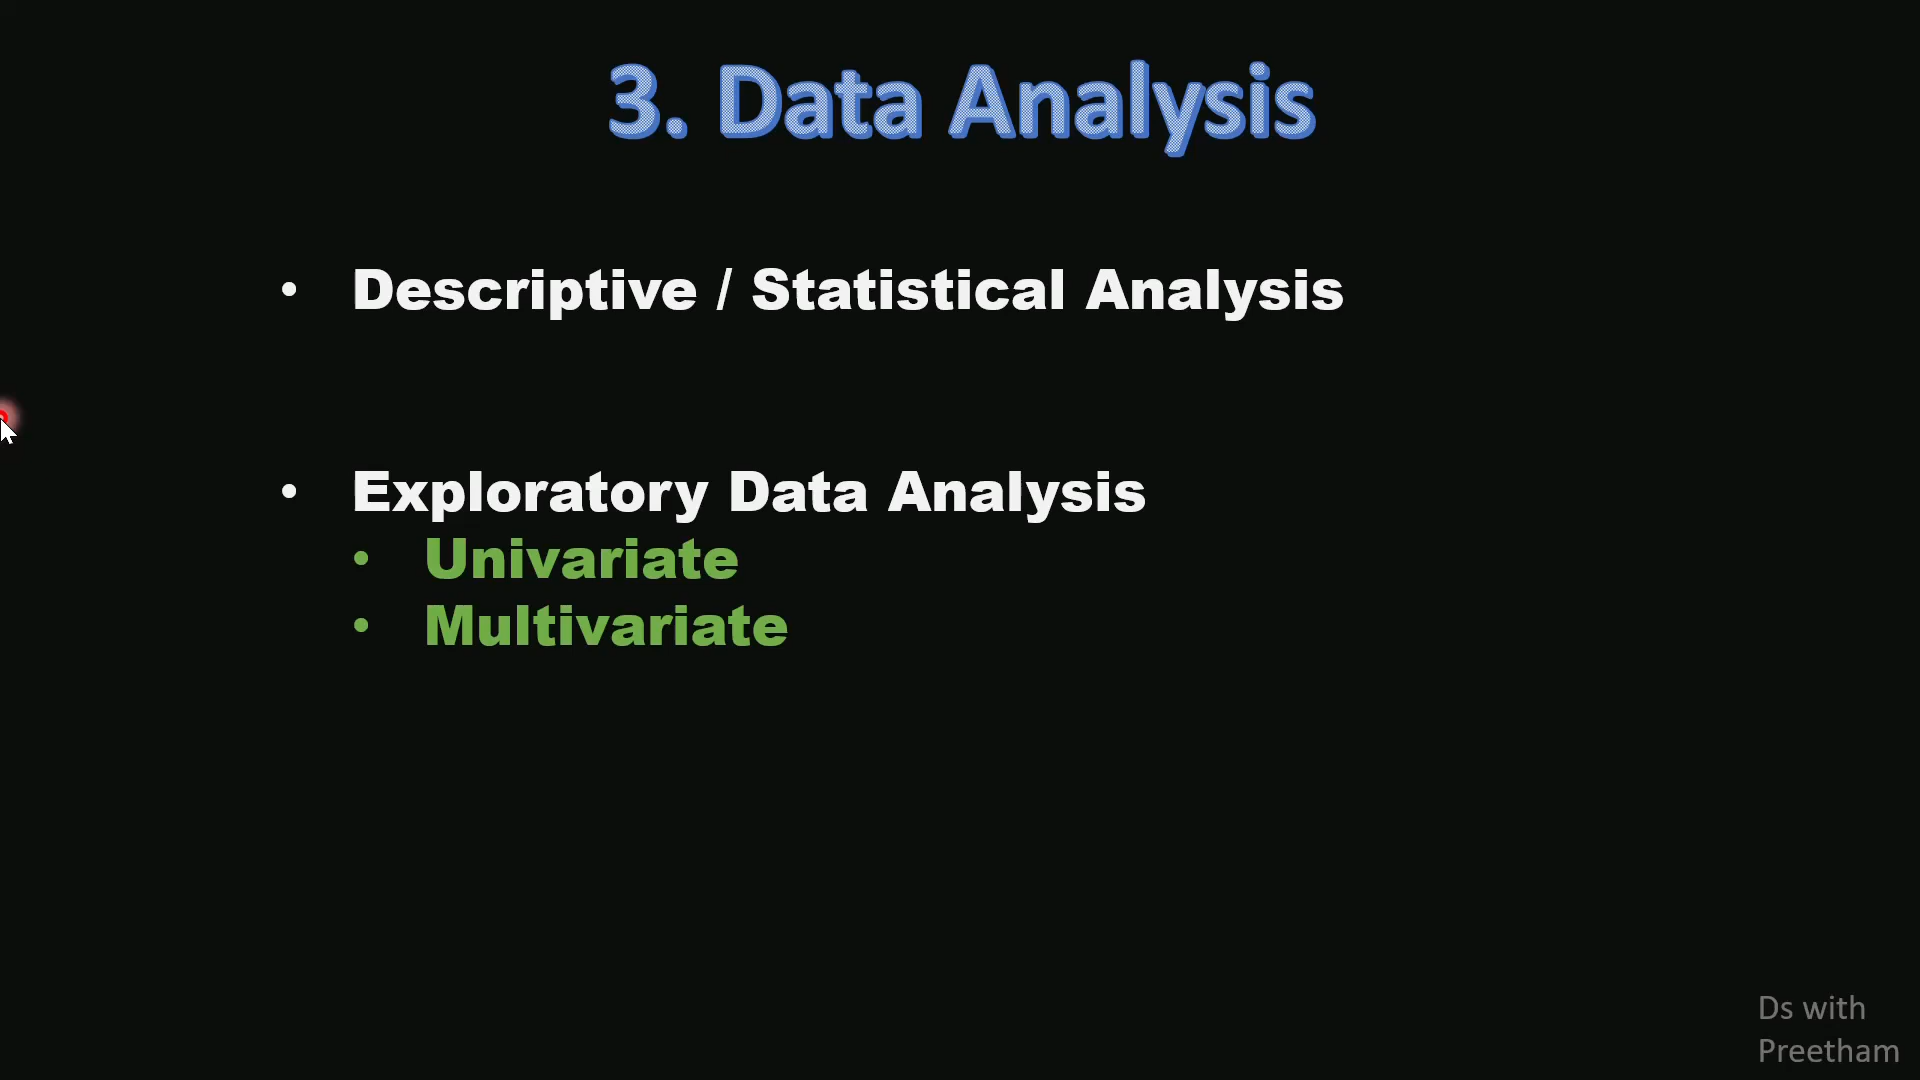 3. Data Analysis
• Descriptive / Statistical Analysis
• Exploratory Data Analysis
• Univariate
• Multivariate
Ds with
Preetham